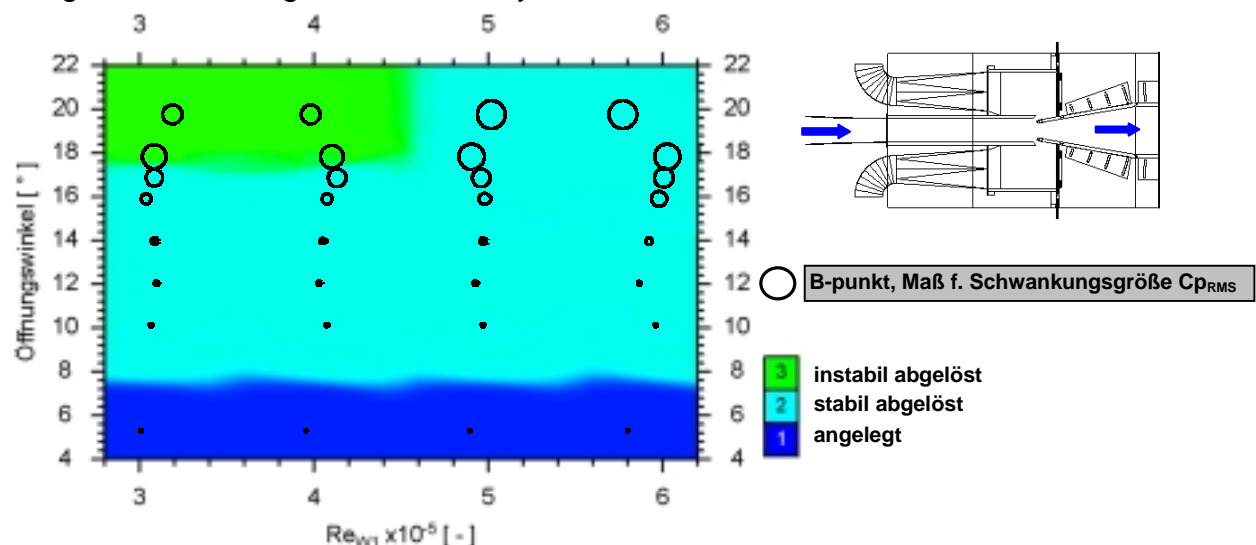 3 4 5 6
22 22
20 20
18 18
16 16
14 14
12 12
10 10
8 8
6 6
4 4
3 4 5 6
Öffnungswinkel [ ° ]
Re_W1 x10^-5 [ - ]
B-punkt, Maß f. Schwankungsgröße Cp_RMS
3 instabil abgelöst
2 stabil abgelöst
1 angelegt